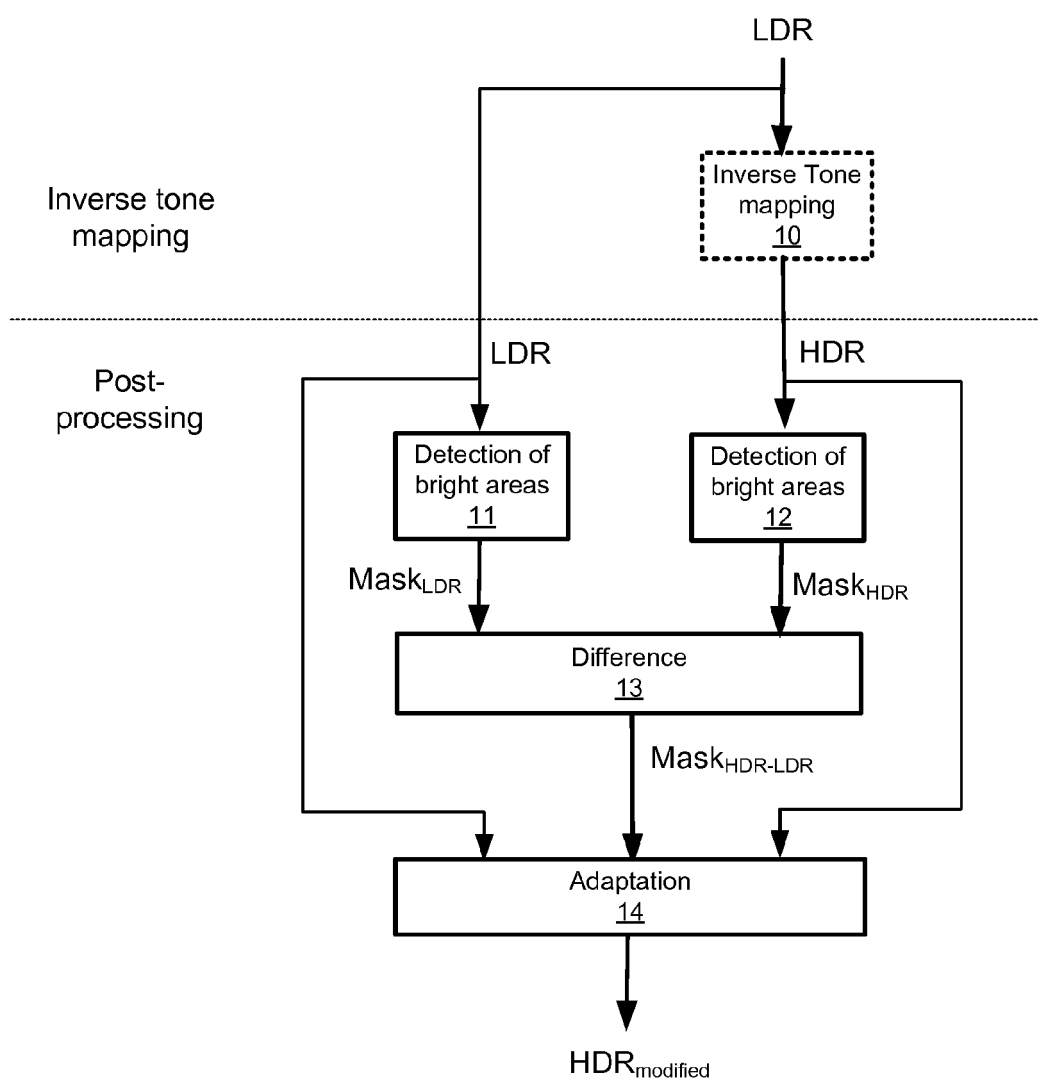 LDR
Inverse tone
mapping
Inverse Tone
mapping
10
LDR
HDR
Post-
processing
Detection of
bright areas
11
Detection of
bright areas
12
MaskLDR
MaskHDR
Difference
13
MaskHDR-LDR
Adaptation
14
HDRmodified